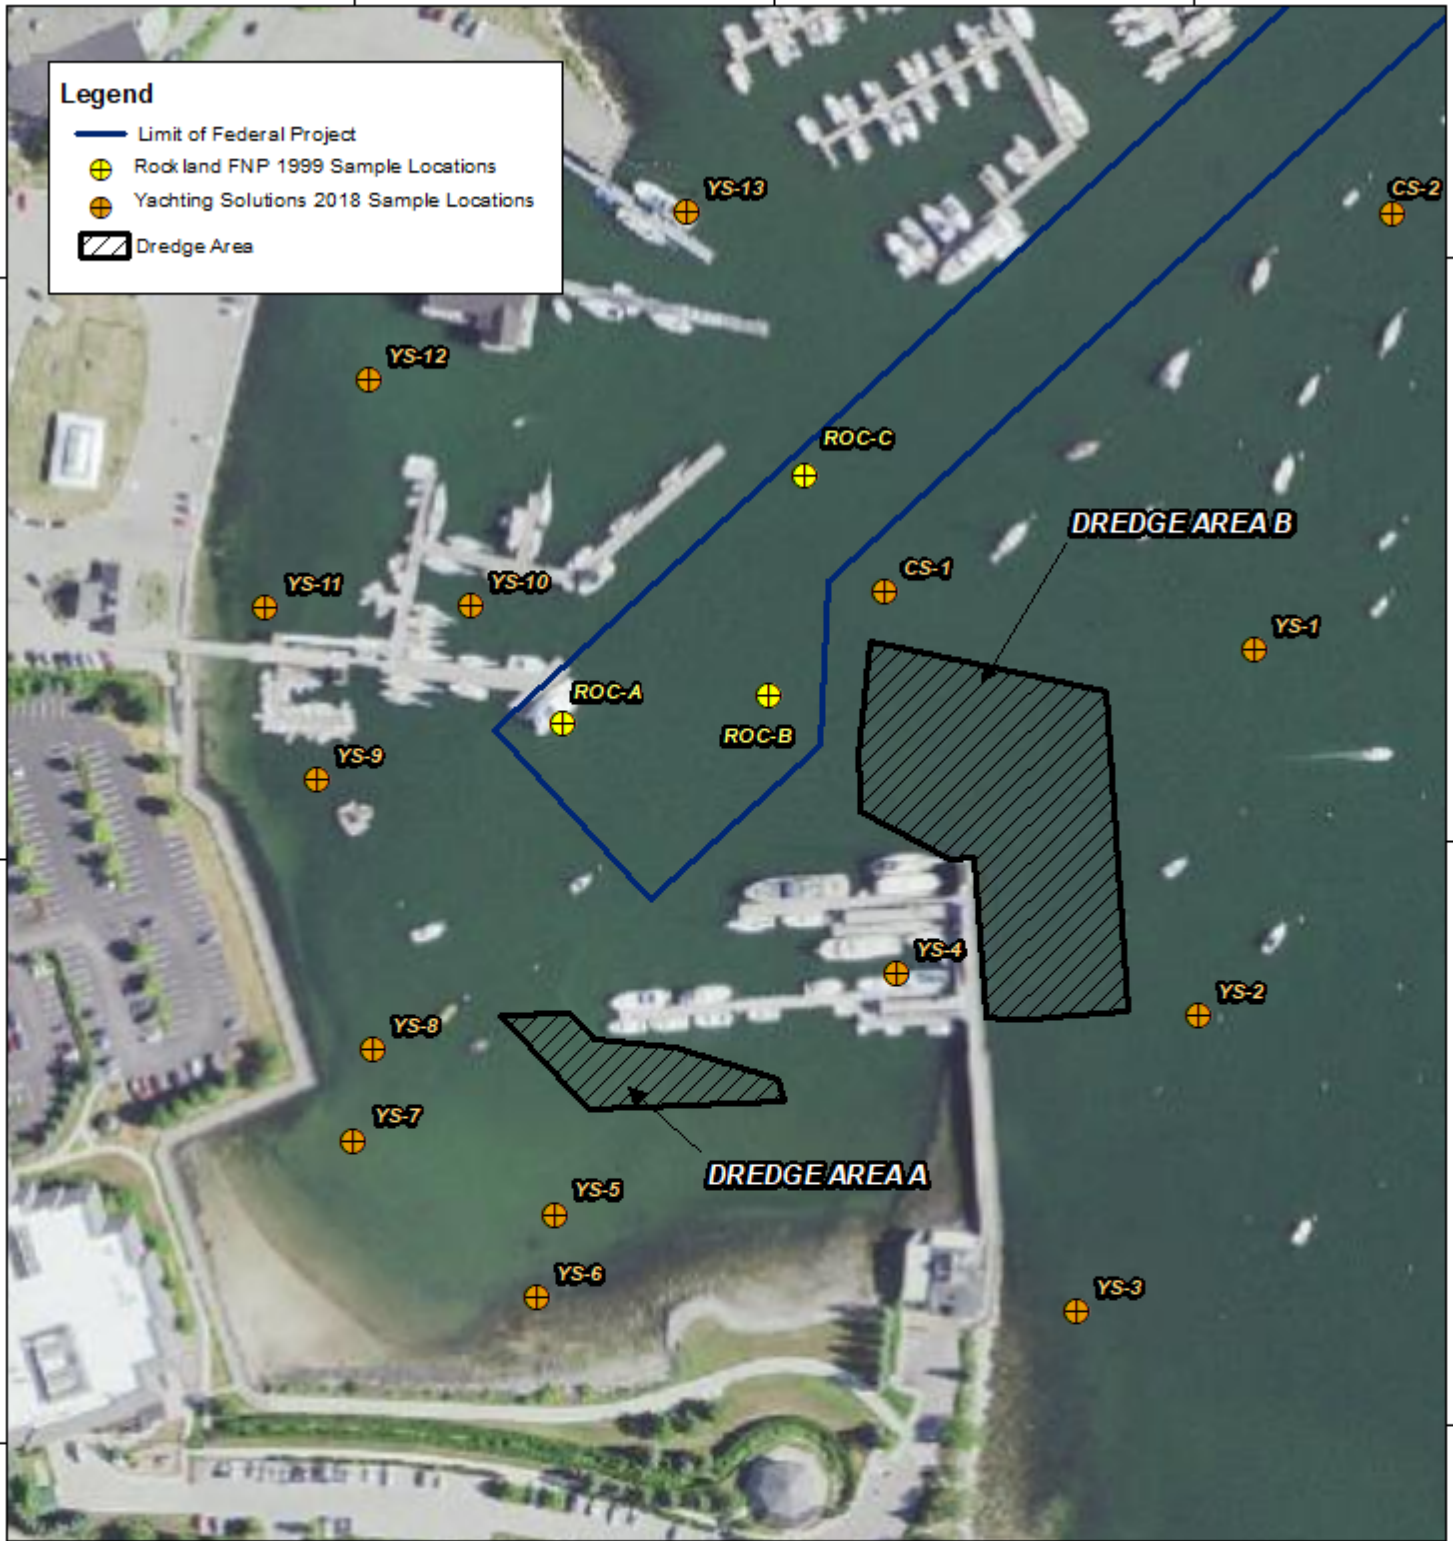 Legend
Limit of Federal Project
Rockland FNP 1999 Sample Locations
Yachting Solutions 2018 Sample Locations
Dredge Area
YS-13
CS-2
YS-12
ROC-C
DREDGE AREA B
CS-1
YS-11
YS-10
YS-1
ROC-A
ROC-B
YS-9
YS-4
YS-2
YS-8
YS-7
DREDGE AREA A
YS-5
YS-6
YS-3